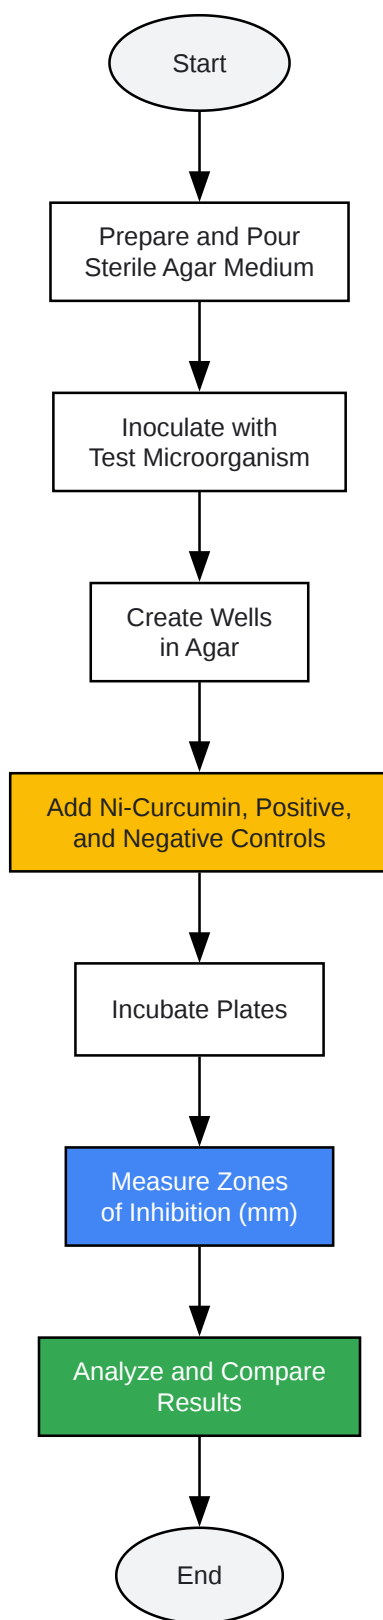 Start
Prepare and Pour
Sterile Agar Medium
Inoculate with
Test Microorganism
Create Wells
in Agar
Add Ni-Curcumin, Positive,
and Negative Controls
Incubate Plates
Measure Zones
of Inhibition (mm)
Analyze and Compare
Results
End